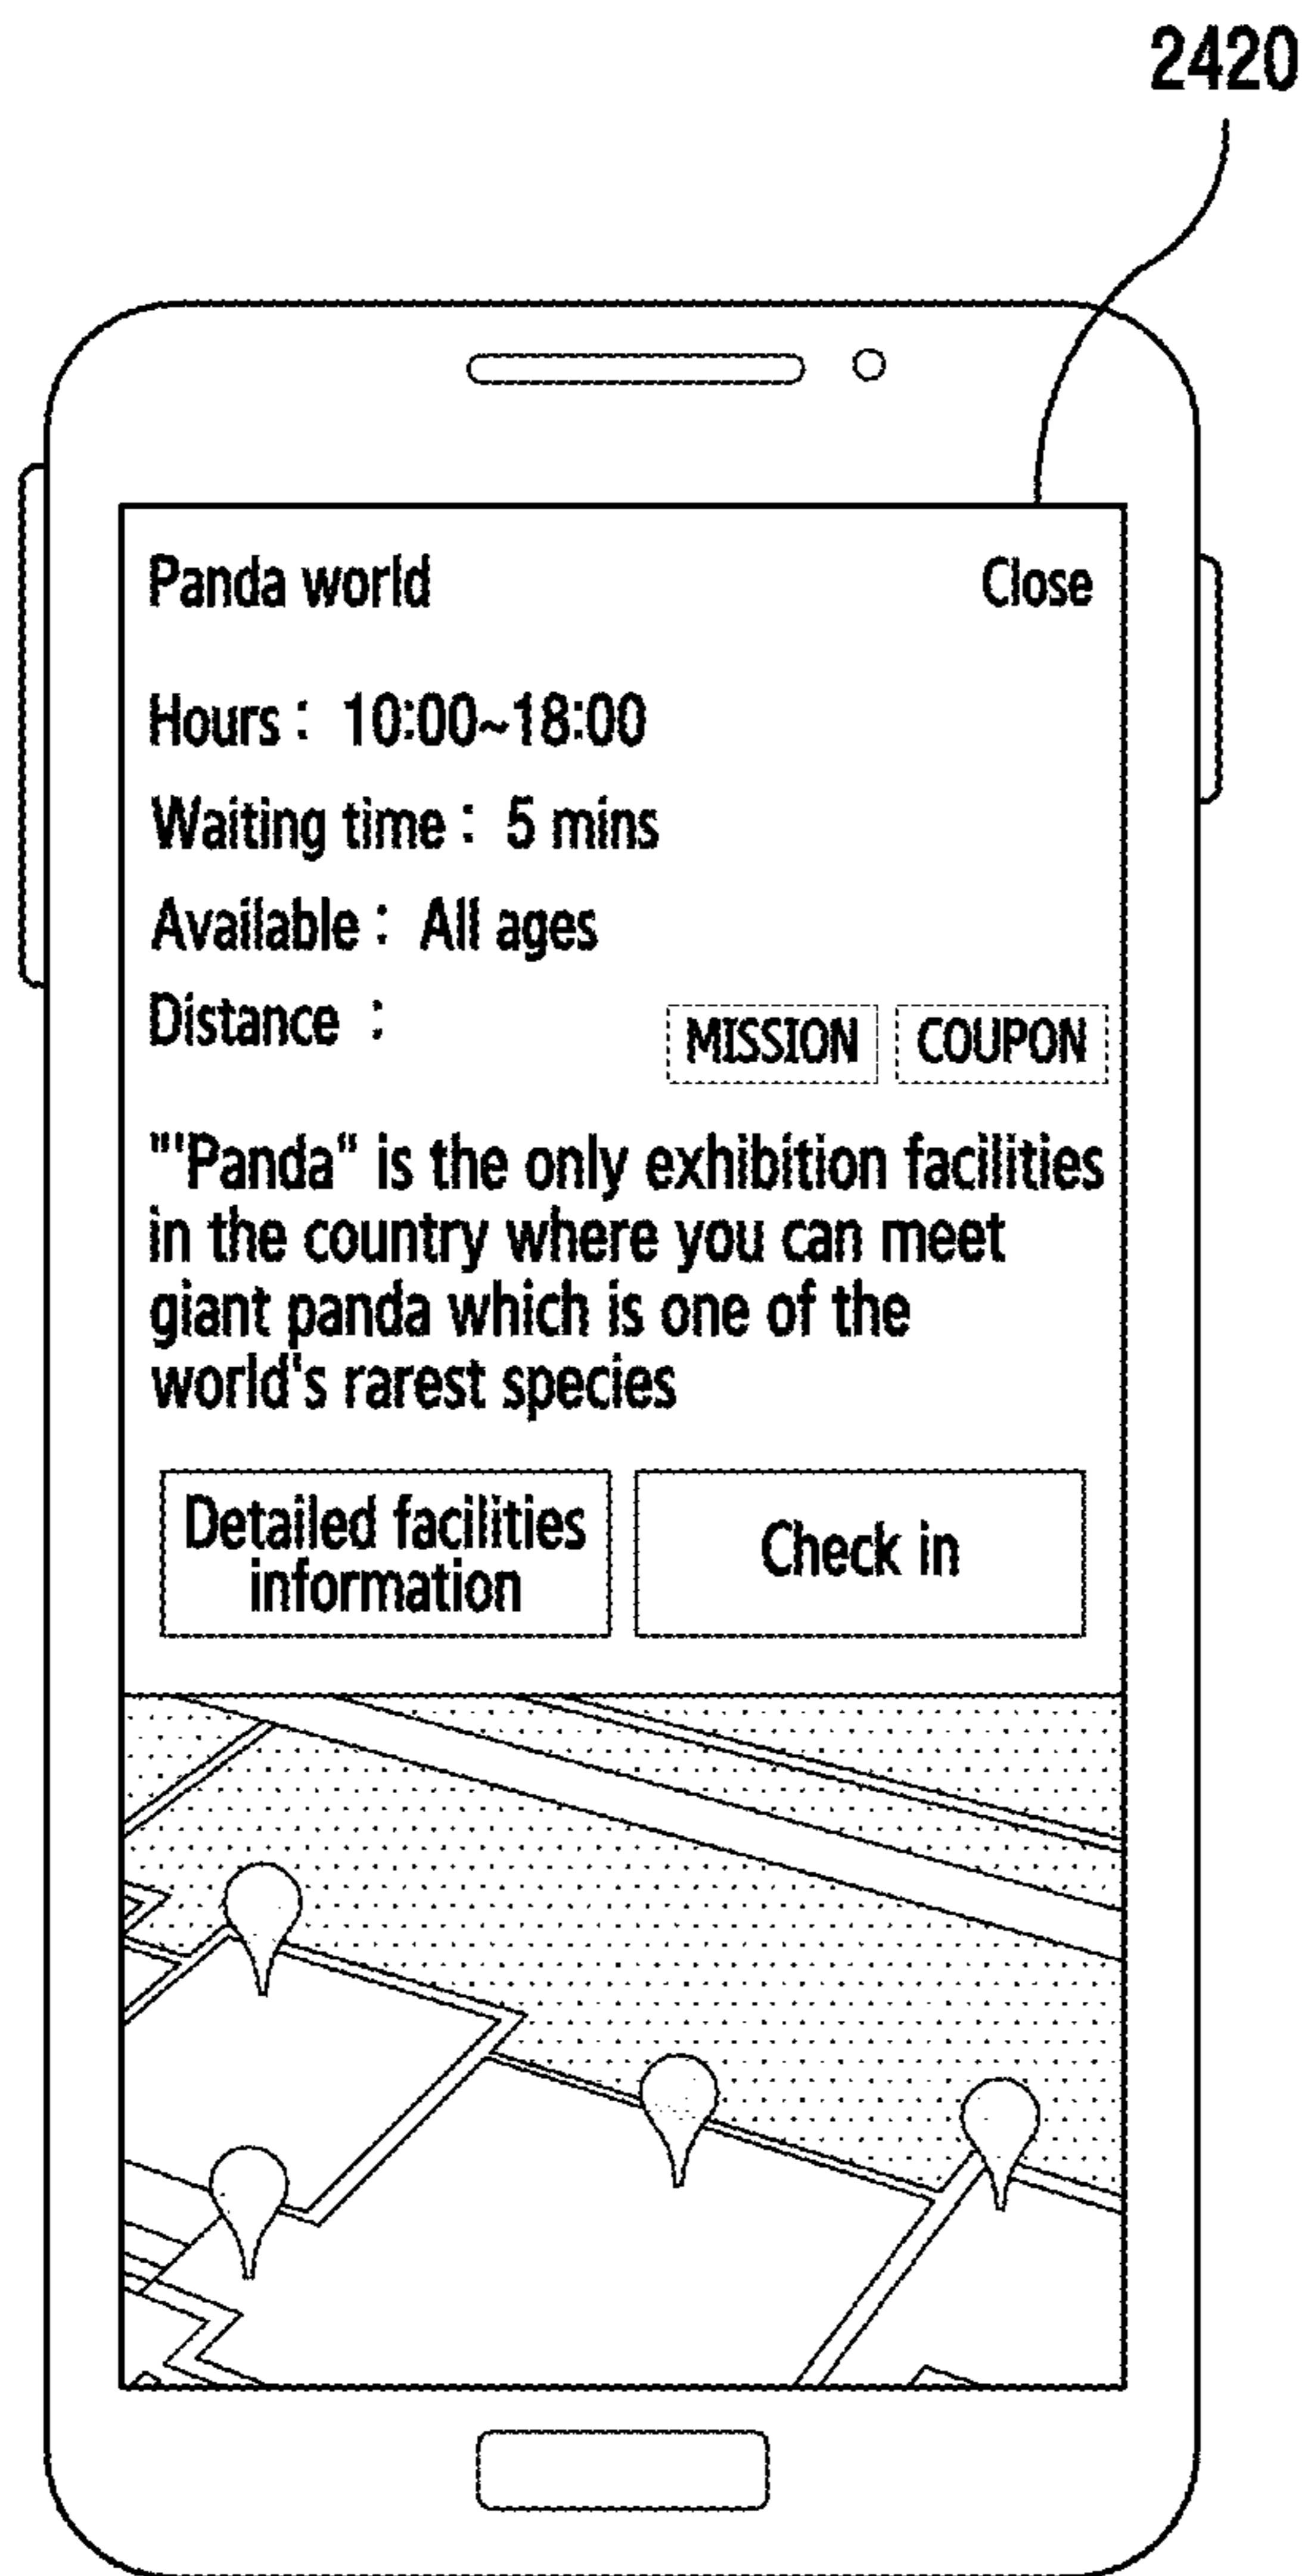 2420
Panda world Close
Hours : 10:00~18:00
Waiting time : 5 mins
Available : All ages
Distance :
MISSION COUPON
"'Panda" is the only exhibition facilities
in the country where you can meet
giant panda which is one of the
world's rarest species
Detailed facilities
information
Check in